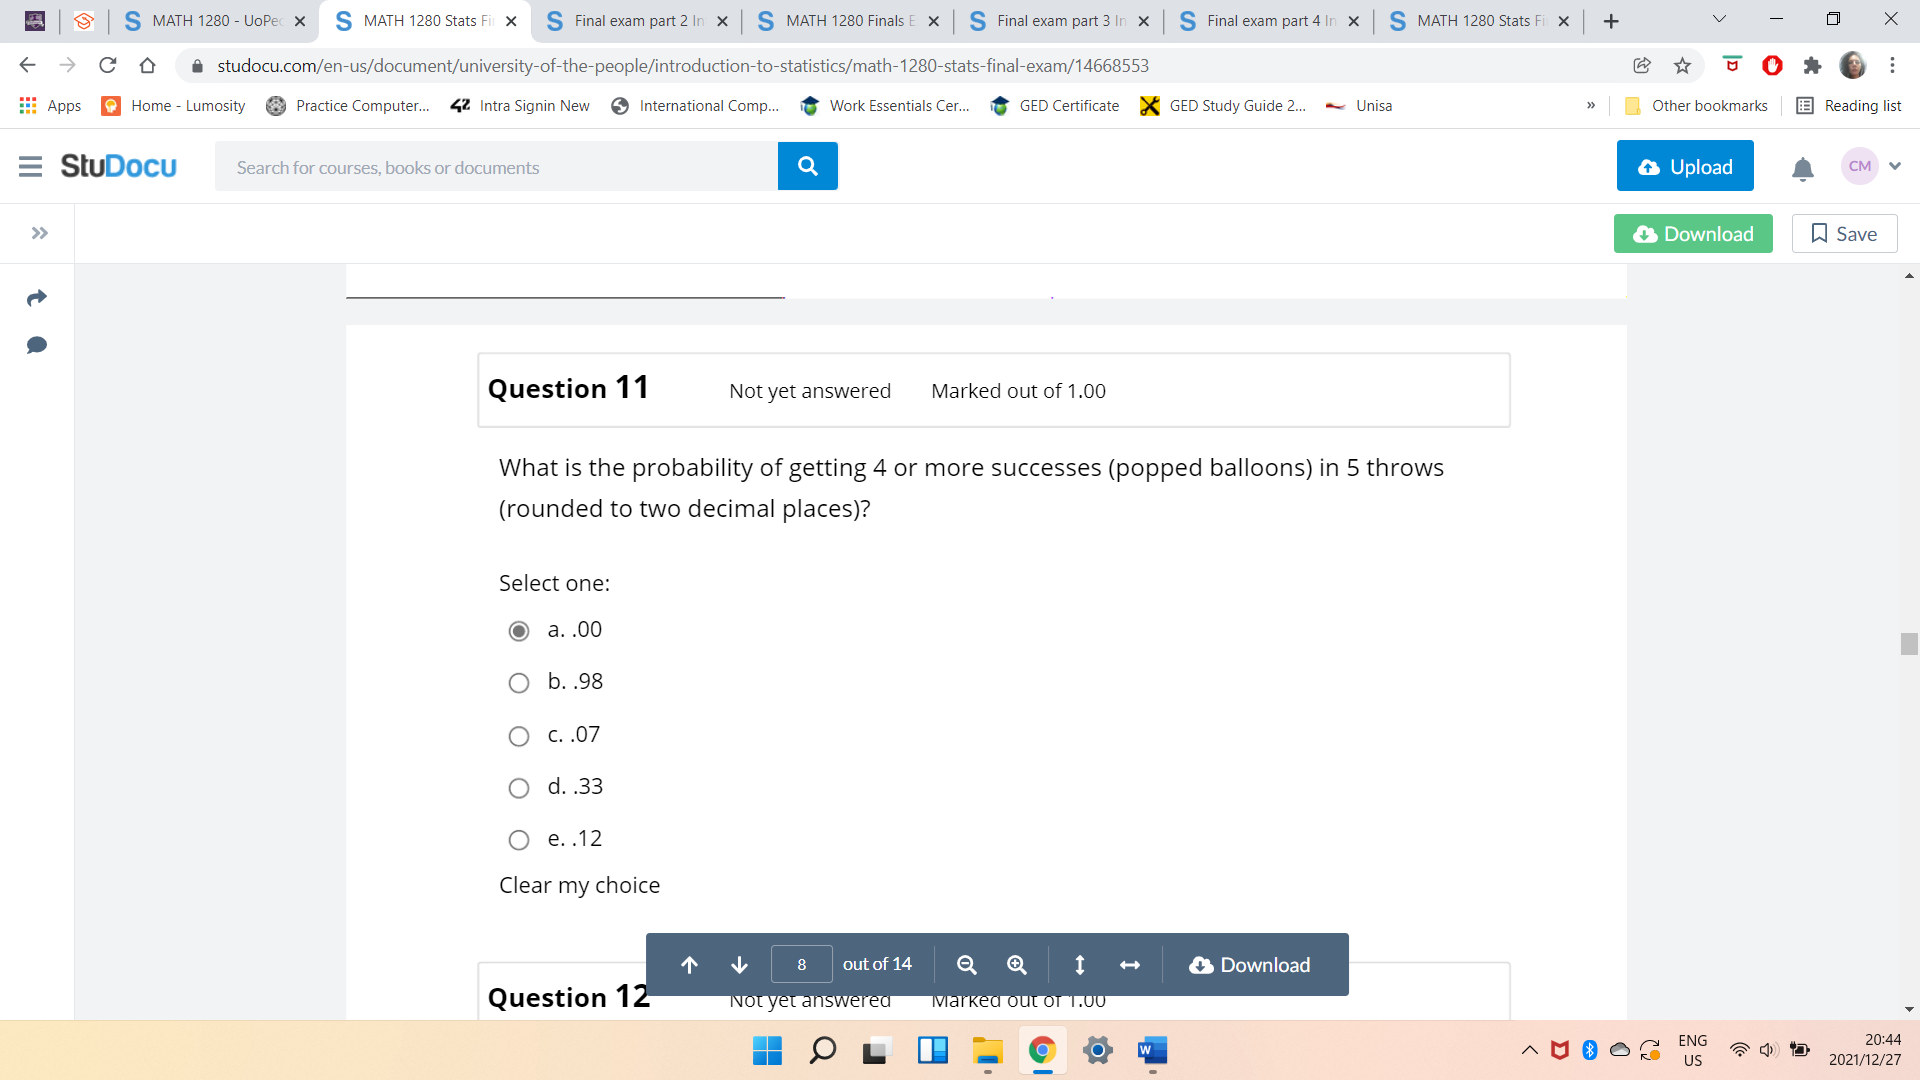 MATH 1280 - UoPec
MATH 1280 Stats Fin
Final exam part 2 In
MATH 1280 Finals E
Final exam part 3 In
Final exam part 4 In
MATH 1280 Stats Fi
studocu.com/en-us/document/university-of-the-people/introduction-to-statistics/math-1280-stats-final-exam/14668553
Apps
Home - Lumosity
Practice Computer...
Intra Signin New
International Comp...
Work Essentials Cer...
GED Certificate
GED Study Guide 2...
Unisa
»
Other bookmarks
Reading list
StuDocu
Search for courses, books or documents
Upload
CM
Download
Save
Question 11 Not yet answered Marked out of 1.00
What is the probability of getting 4 or more successes (popped balloons) in 5 throws
(rounded to two decimal places)?
Select one:
a. .00
b. .98
c. .07
d. .33
e. .12
Clear my choice
8 out of 14
Download
Question 12 Not yet answered Marked out of 1.00
ENG
US
20:44
2021/12/27